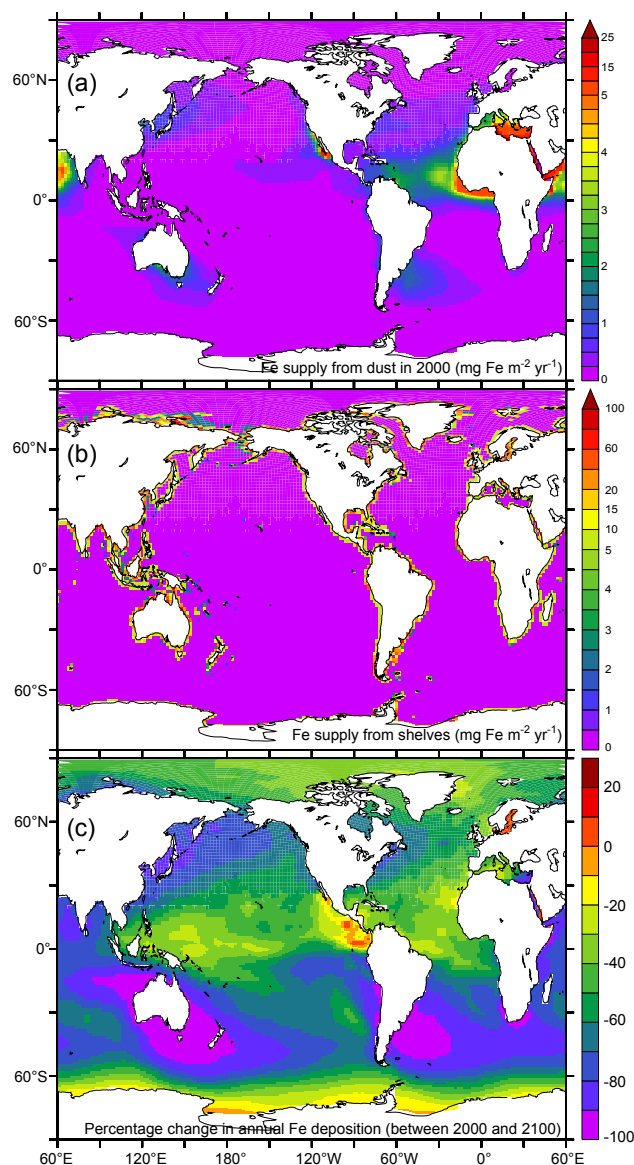 (a)
60°N
0°
60°S
Fe supply from dust in 2000 (mg Fe m⁻² yr⁻¹)
25
15
5
4
3
2
1
0
(b)
60°N
0°
60°S
Fe supply from shelves (mg Fe m⁻² yr⁻¹)
100
60
20
15
10
5
4
3
2
1
0
(c)
60°N
0°
60°S
Percentage change in annual Fe deposition (between 2000 and 2100)
20
0
-20
-40
-60
-80
-100
60°E
120°E
180°
120°W
60°W
0°
60°E